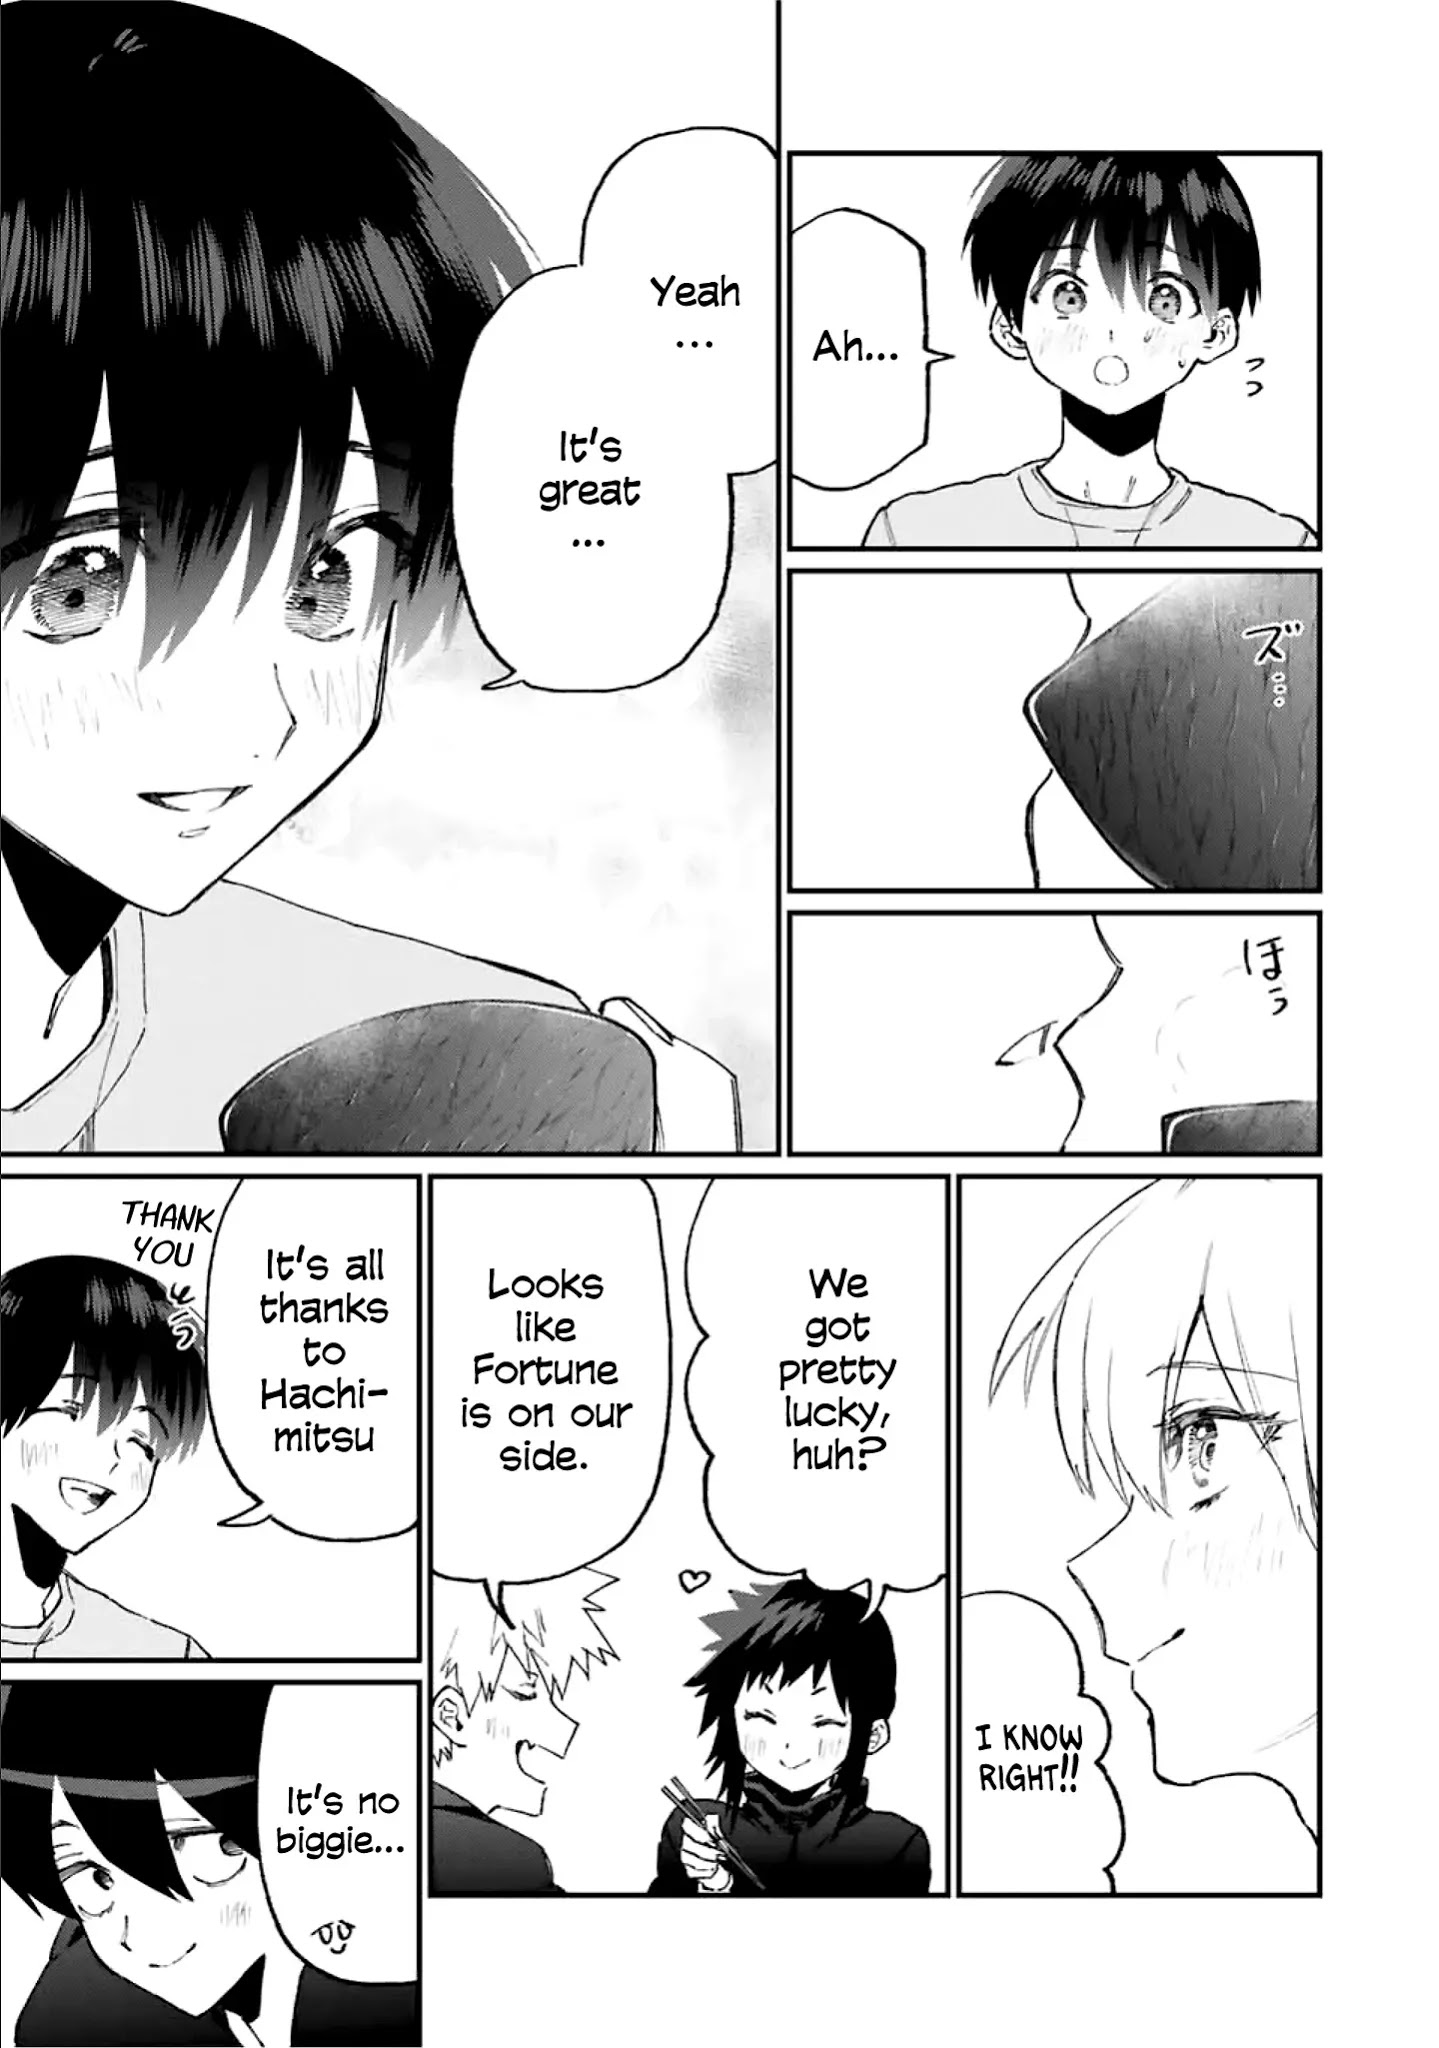 Ah...
ズ...
ほぅ
Yeah
...
It's
great
...
I KNOW
RIGHT!!
We
got
pretty
lucky,
huh?
Looks
like
Fortune
is on our
side.
It's all
thanks
to
Hachi-
mitsu
THANK
YOU
It's no
biggie...